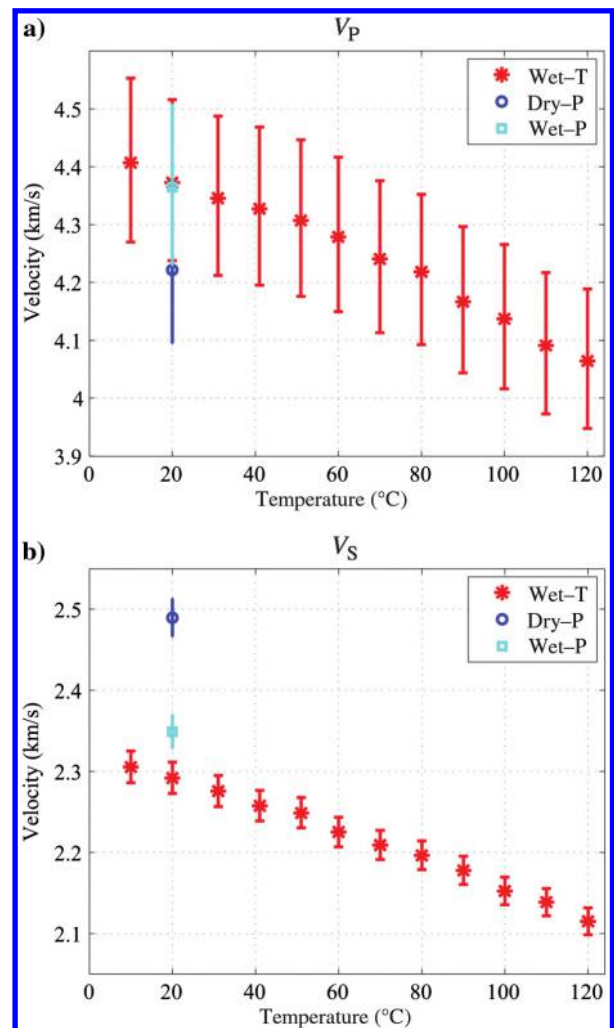 a)
V_P
Velocity (km/s)
4.5
4.4
4.3
4.2
4.1
4
3.9
Wet–T
Dry–P
Wet–P
0 20 40 60 80 100 120
Temperature (°C)
b)
V_S
Velocity (km/s)
2.5
2.4
2.3
2.2
2.1
Wet–T
Dry–P
Wet–P
0 20 40 60 80 100 120
Temperature (°C)